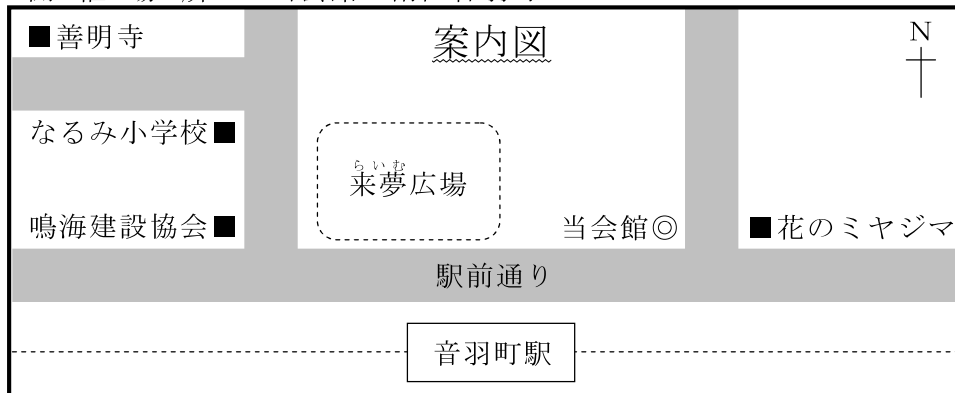 案内図
N
■善明寺
なるみ小学校■
来夢広場
らいむ
鳴海建設協会■
当会館◎
■花のミヤジマ
駅前通り
音羽町駅